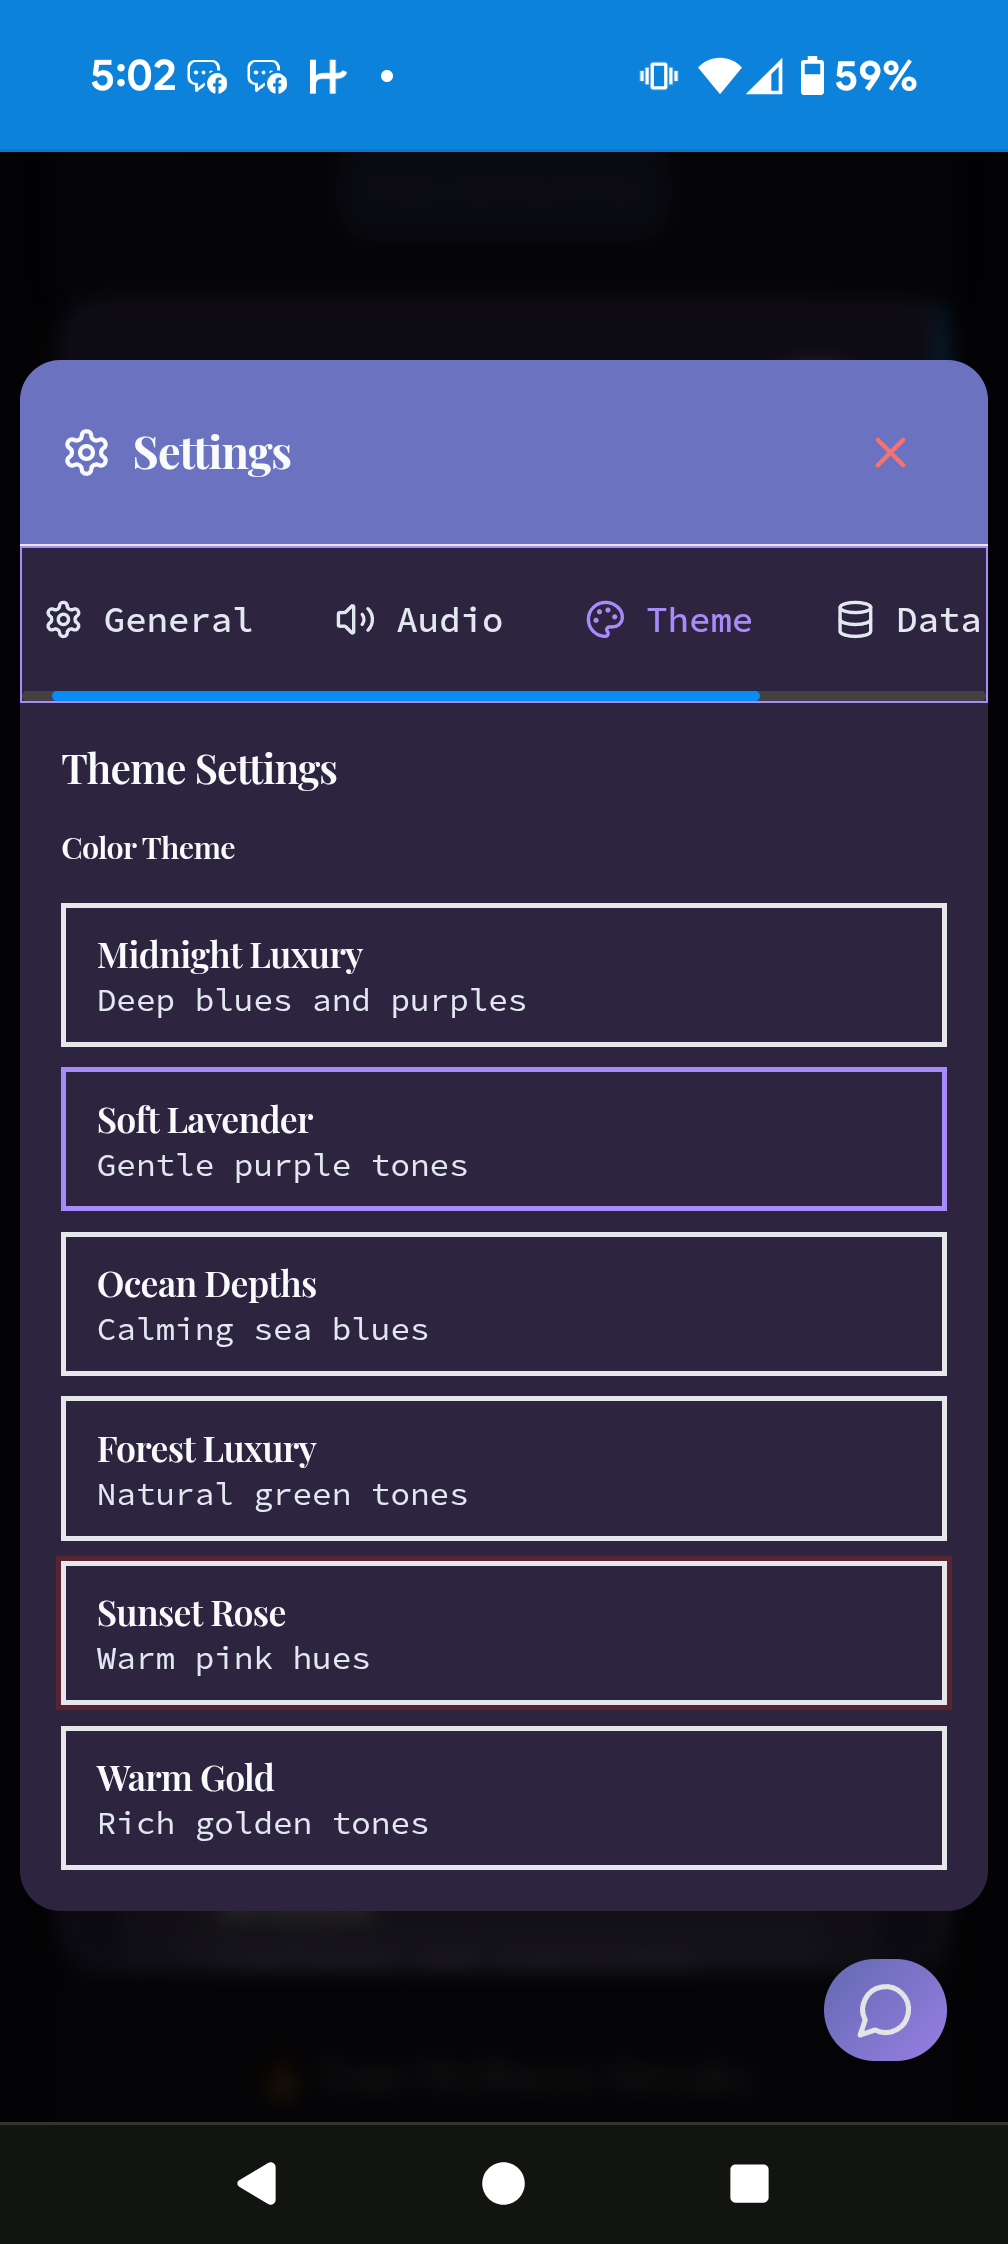 5:02
59%
Settings
General
Audio
Theme
Data
Theme Settings
Color Theme
Midnight Luxury
Deep blues and purples
Soft Lavender
Gentle purple tones
Ocean Depths
Calming sea blues
Forest Luxury
Natural green tones
Sunset Rose
Warm pink hues
Warm Gold
Rich golden tones